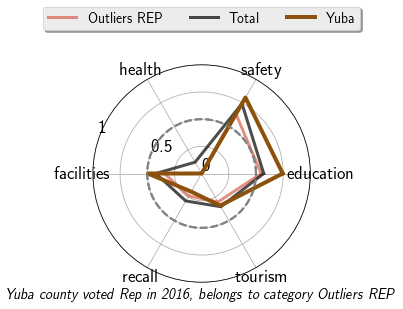 Outliers REP Total Yuba
health safety
1
0.5
0
facilities education
recall tourism
Yuba county voted Rep in 2016, belongs to category Outliers REP